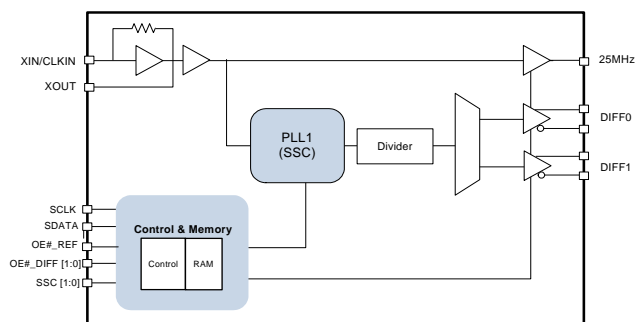 XIN/CLKIN
XOUT
25MHz
DIFF0
DIFF1
PLL1
(SSC)
Divider
SCLK
SDATA
OE#_REF
OE#_DIFF [1:0]
SSC [1:0]
Control & Memory
Control
RAM